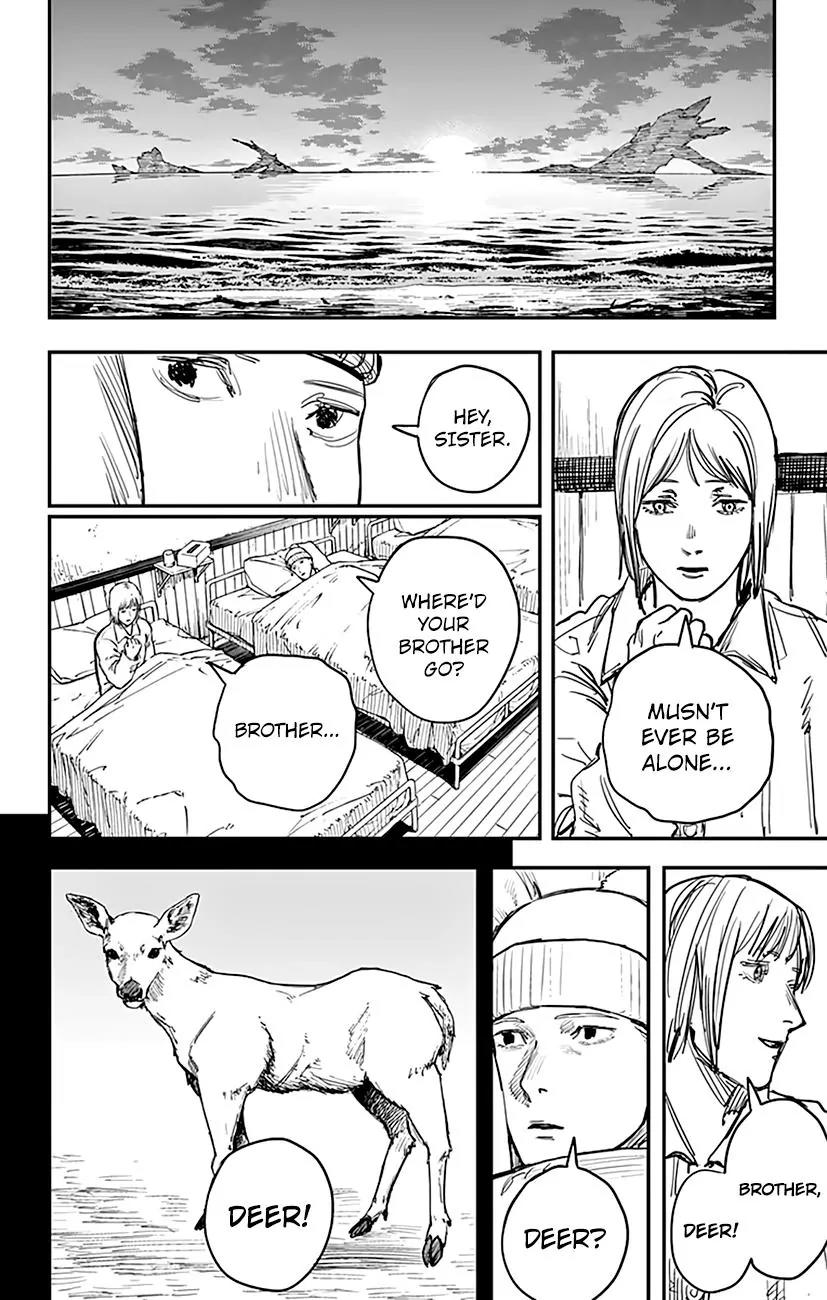 MUSN'T
EVER BE
ALONE...
HEY,
SISTER.
WHERE'D
YOUR
BROTHER
GO?
BROTHER...
BROTHER,
DEER!
DEER?
DEER!